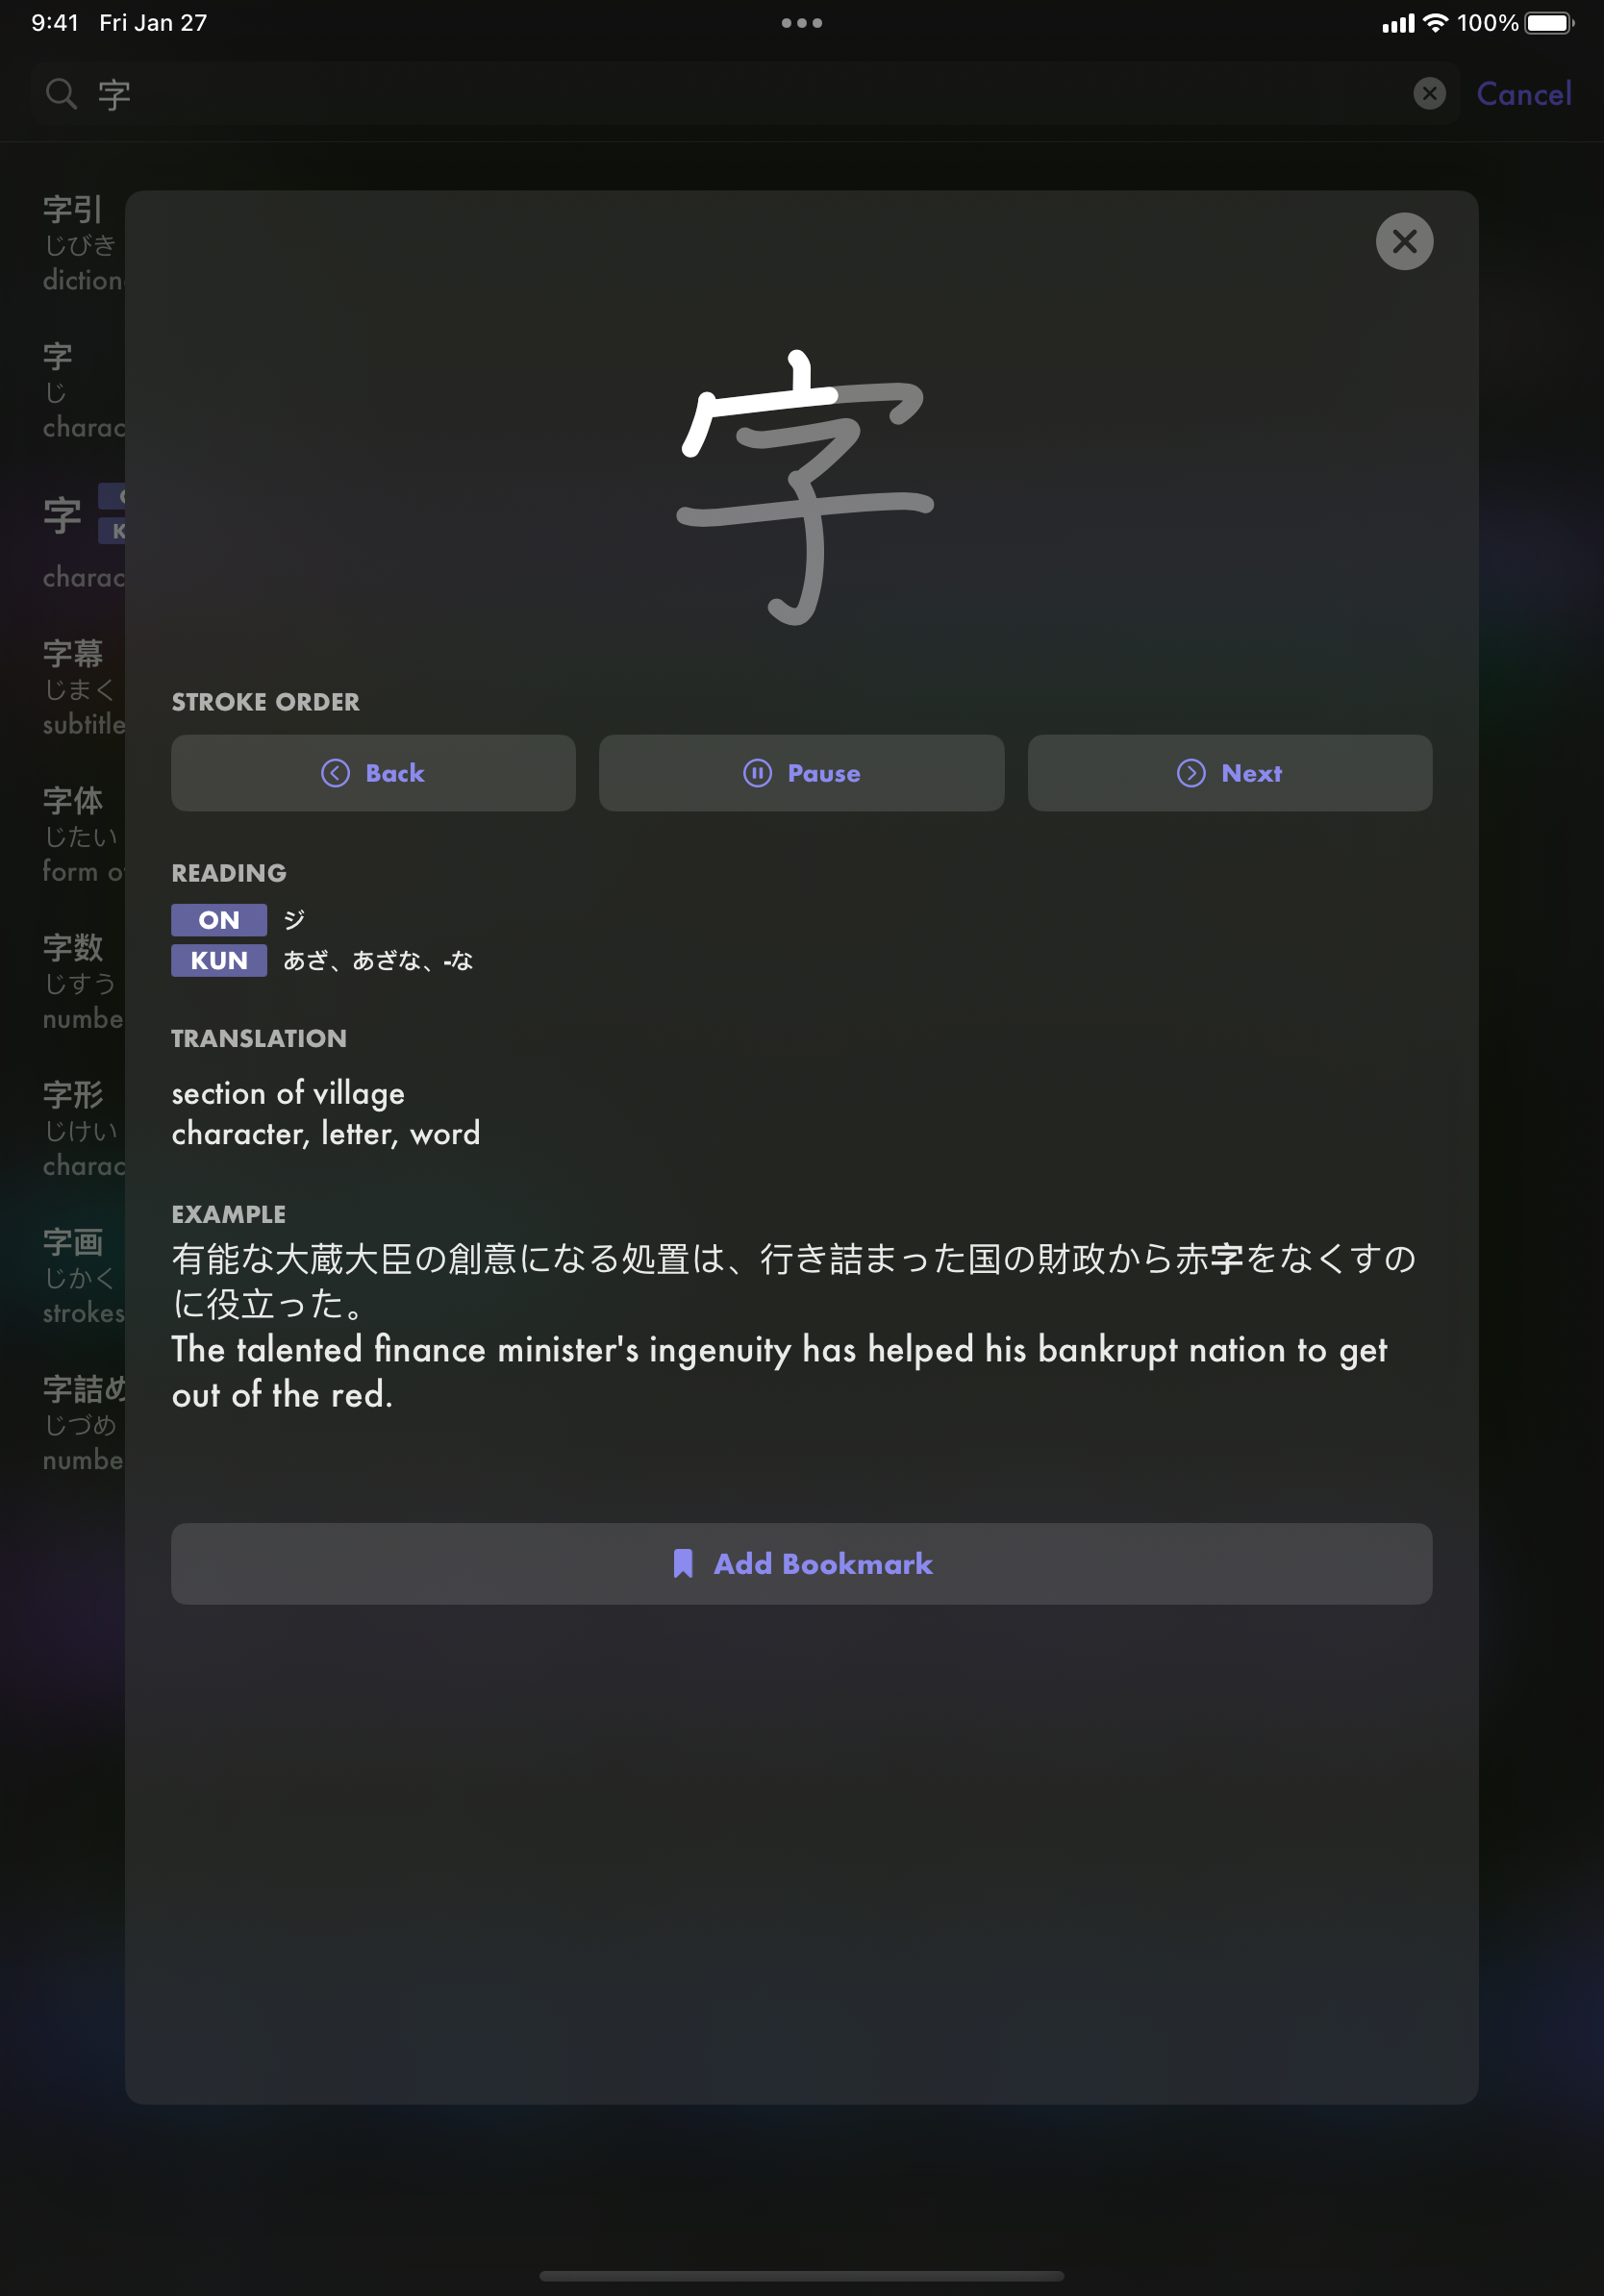 9:41 Fri Jan 27
100%
字
Cancel
字引
じびき
diction
字
じ
charac
字
K
charac
字幕
じまく
subtitle
字体
じたい
form o
字数
じすう
numbe
字形
じけい
charac
字画
じかく
strokes
字詰め
じづめ
numbe
字
STROKE ORDER
Back
Pause
Next
READING
ON ジ
KUN あざ、あざな、-な
TRANSLATION
section of village
character, letter, word
EXAMPLE
有能な大蔵大臣の創意になる処置は、行き詰まった国の財政から赤字をなくすの
に役立った。
The talented finance minister's ingenuity has helped his bankrupt nation to get
out of the red.
Add Bookmark